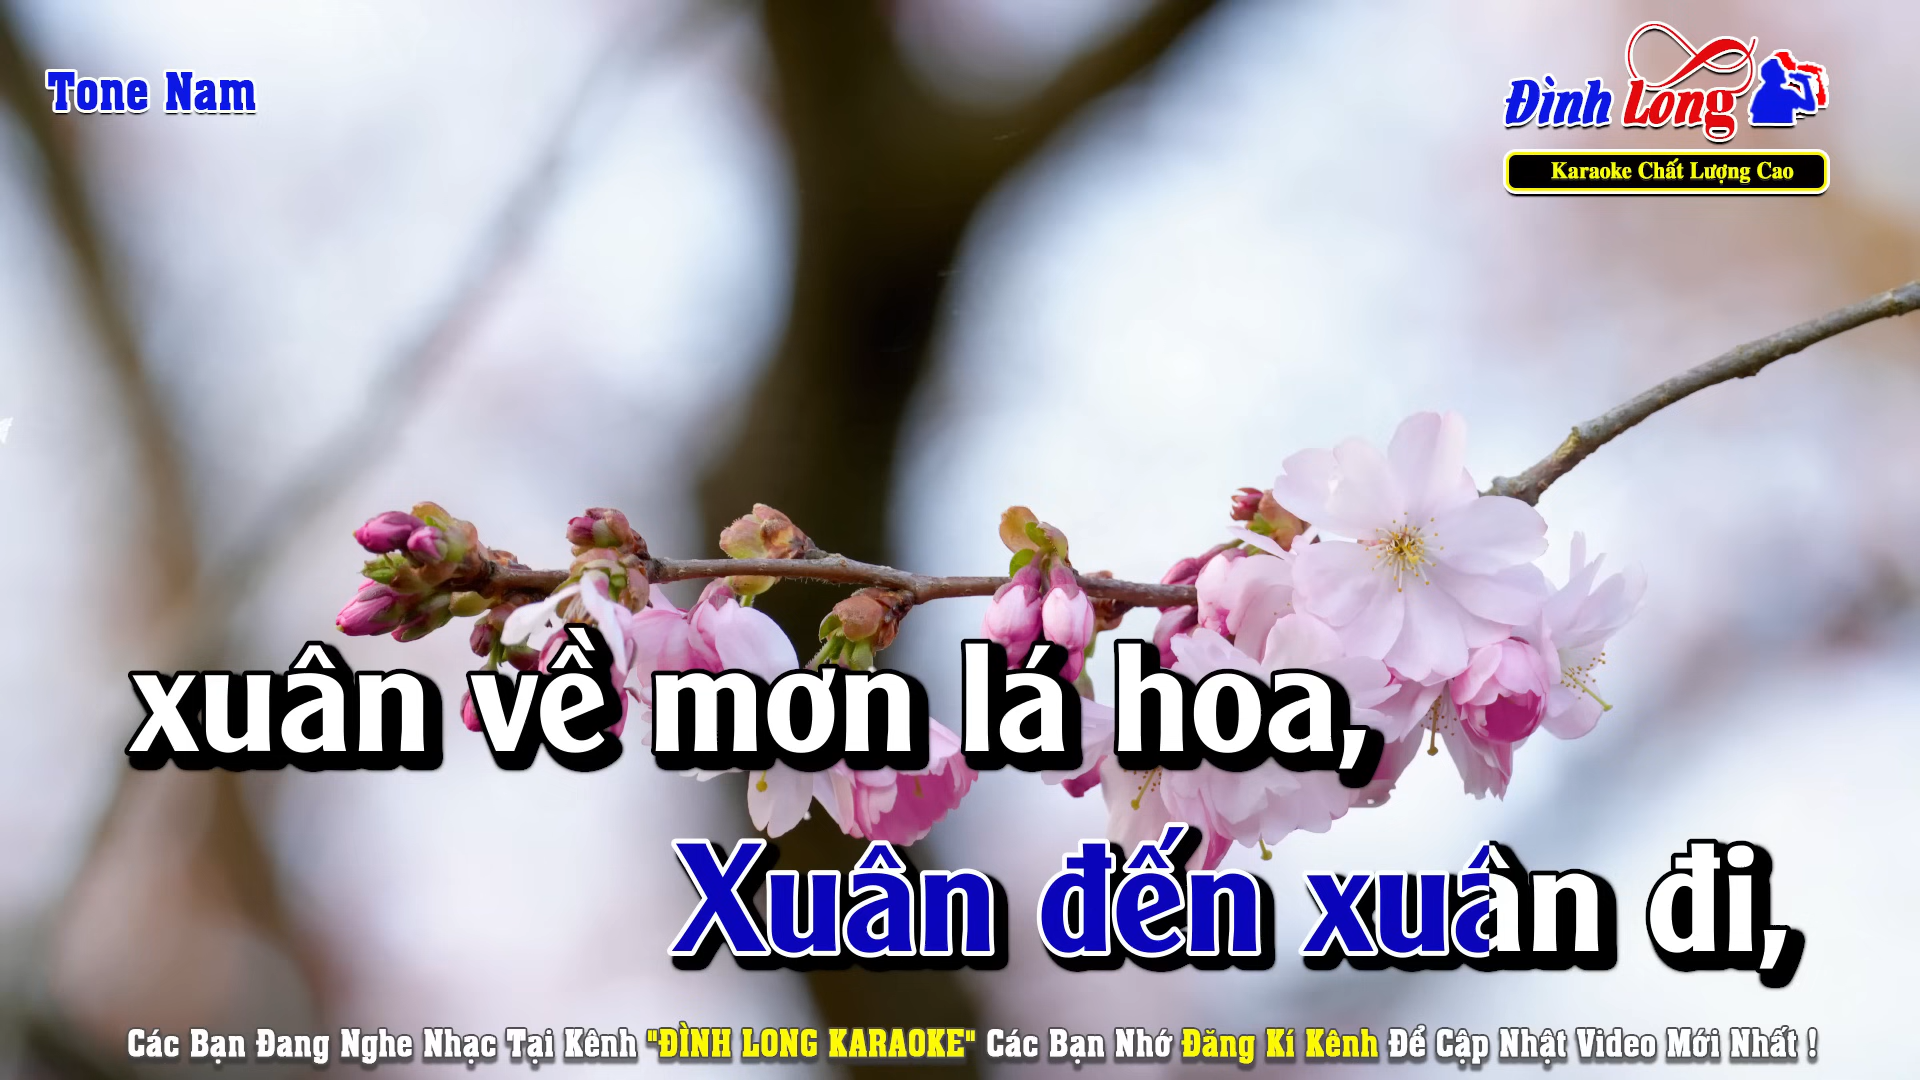 Tone Nam
Đình Long
Karaoke Chất Lượng Cao
xuân về mơn lá hoa,
Xuân đến xuân đi,
Các Bạn Đang Nghe Nhạc Tại Kênh "ĐÌNH LONG KARAOKE" Các Bạn Nhớ Đăng Kí Kênh Để Cập Nhật Video Mới Nhất !